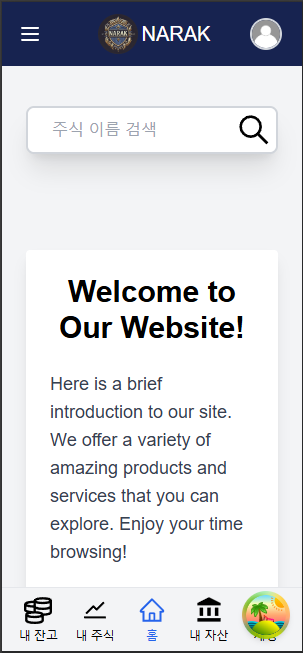 NARAK
NARAK
주식 이름 검색
Welcome to
Our Website!
Here is a brief
introduction to our site.
We offer a variety of
amazing products and
services that you can
explore. Enjoy your time
browsing!
내 잔고
내 주식
홈
내 자산